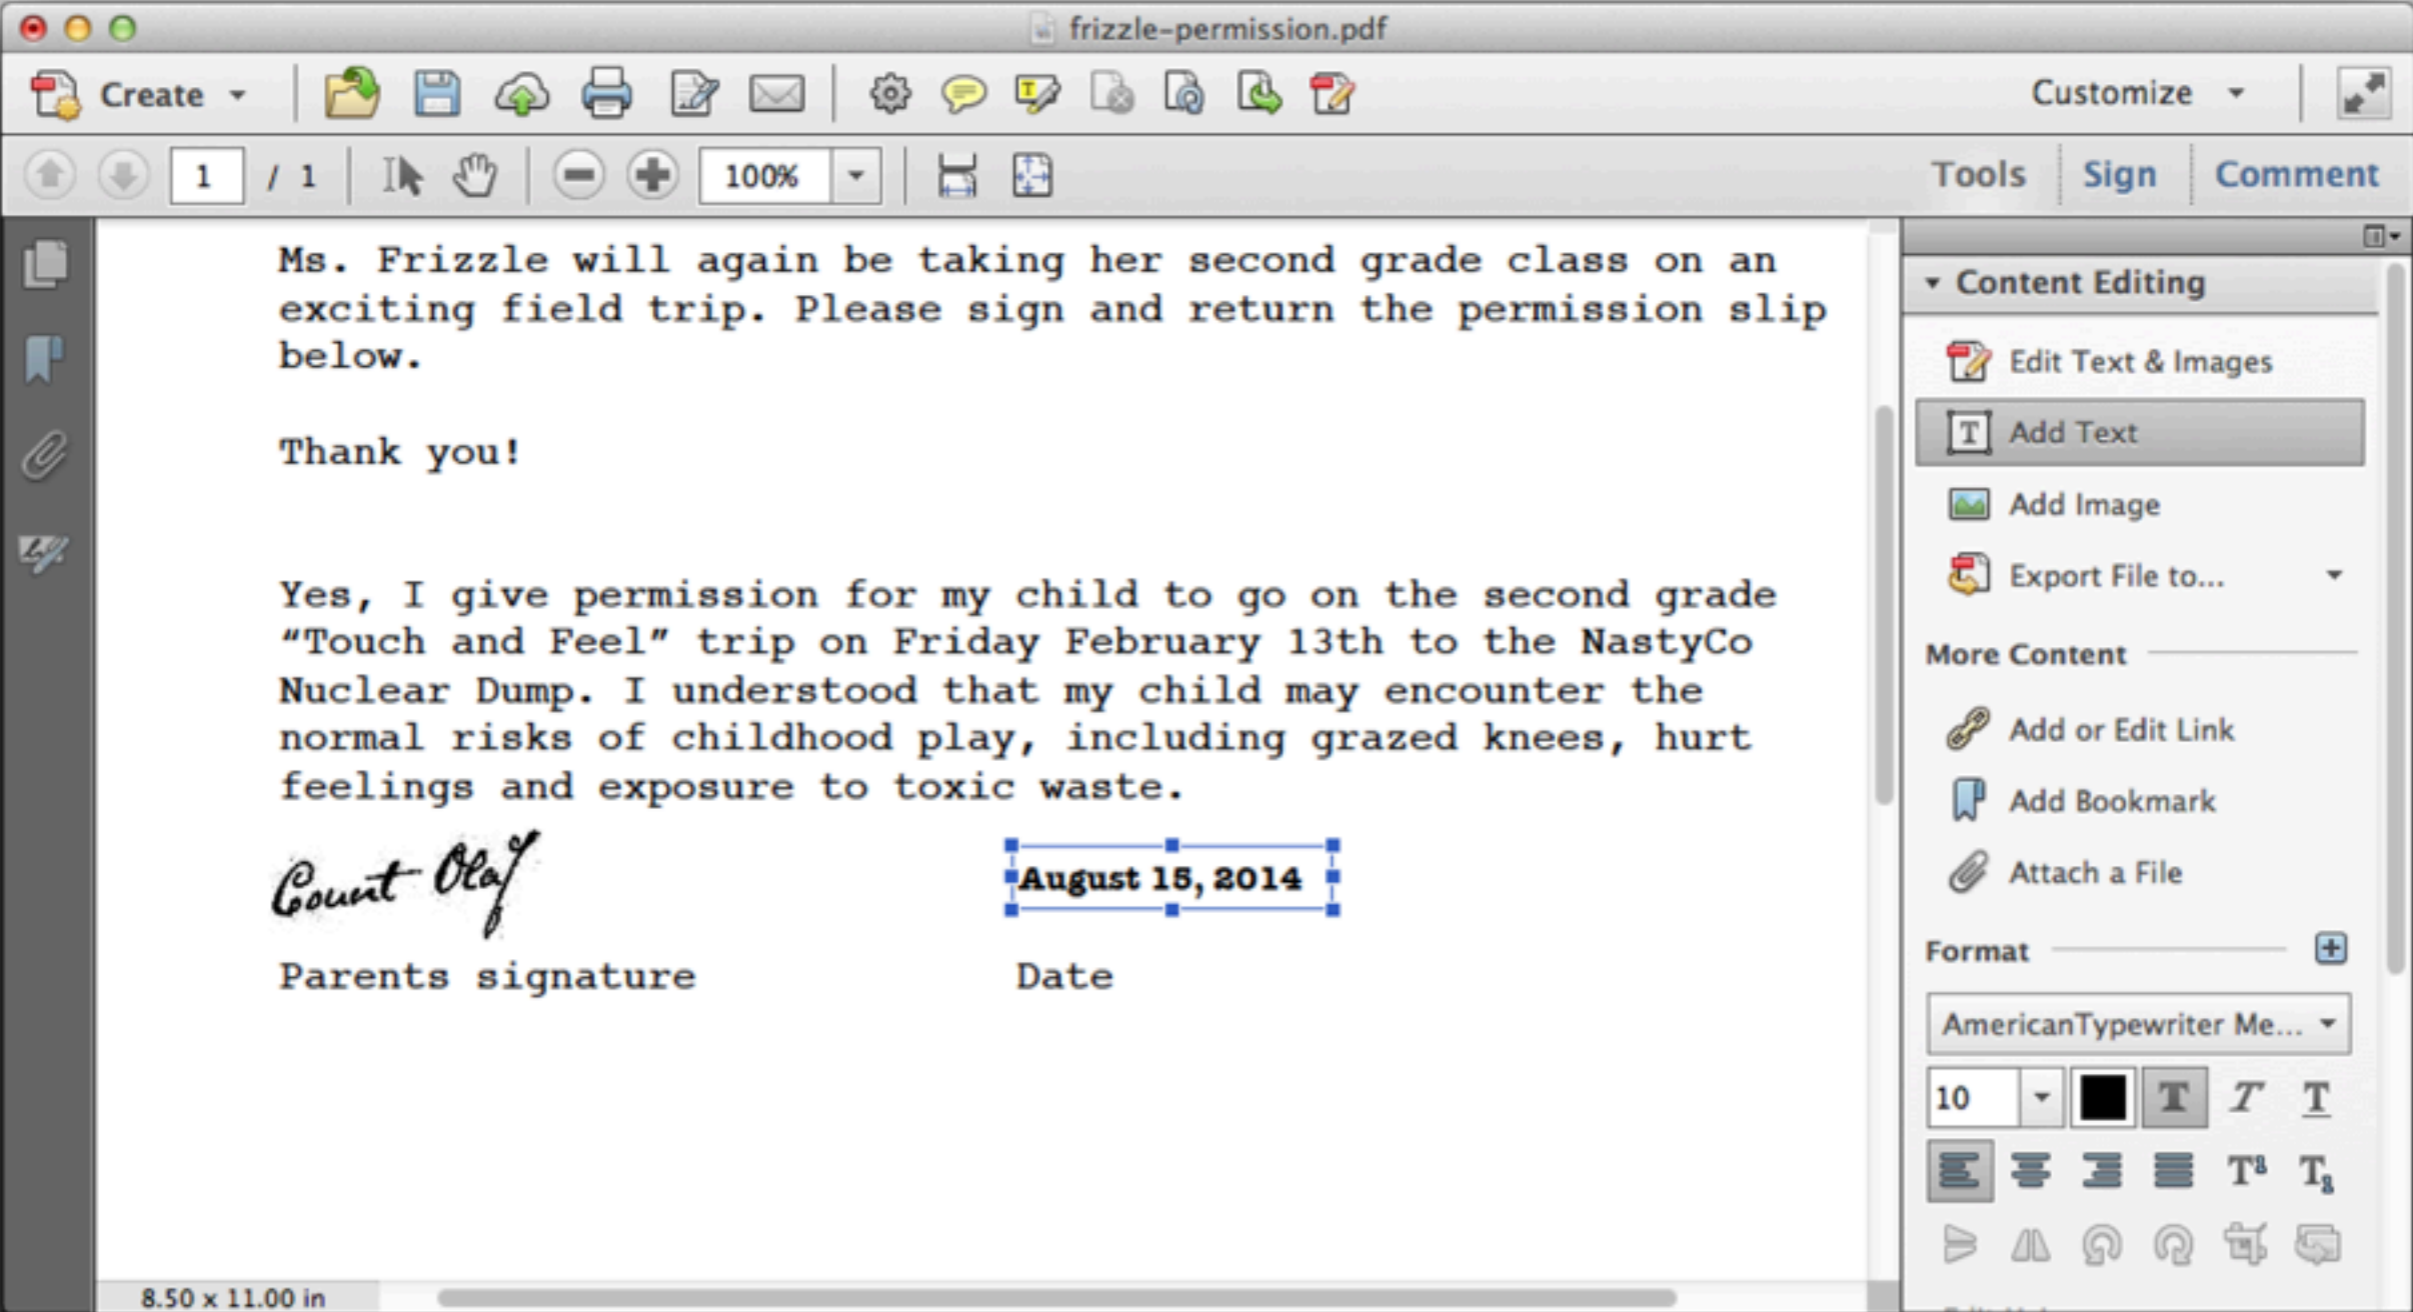 frizzle-permission.pdf
Create
Customize
1 / 1
100%
Tools
Sign
Comment
Ms. Frizzle will again be taking her second grade class on an
exciting field trip. Please sign and return the permission slip
below.
Thank you!
Yes, I give permission for my child to go on the second grade
“Touch and Feel” trip on Friday February 13th to the NastyCo
Nuclear Dump. I understood that my child may encounter the
normal risks of childhood play, including grazed knees, hurt
feelings and exposure to toxic waste.
Count Olaf
August 15, 2014
Parents signature
Date
8.50 x 11.00 in
Content Editing
Edit Text & Images
Add Text
Add Image
Export File to...
More Content
Add or Edit Link
Add Bookmark
Attach a File
Format
AmericanTypewriter Me...
10